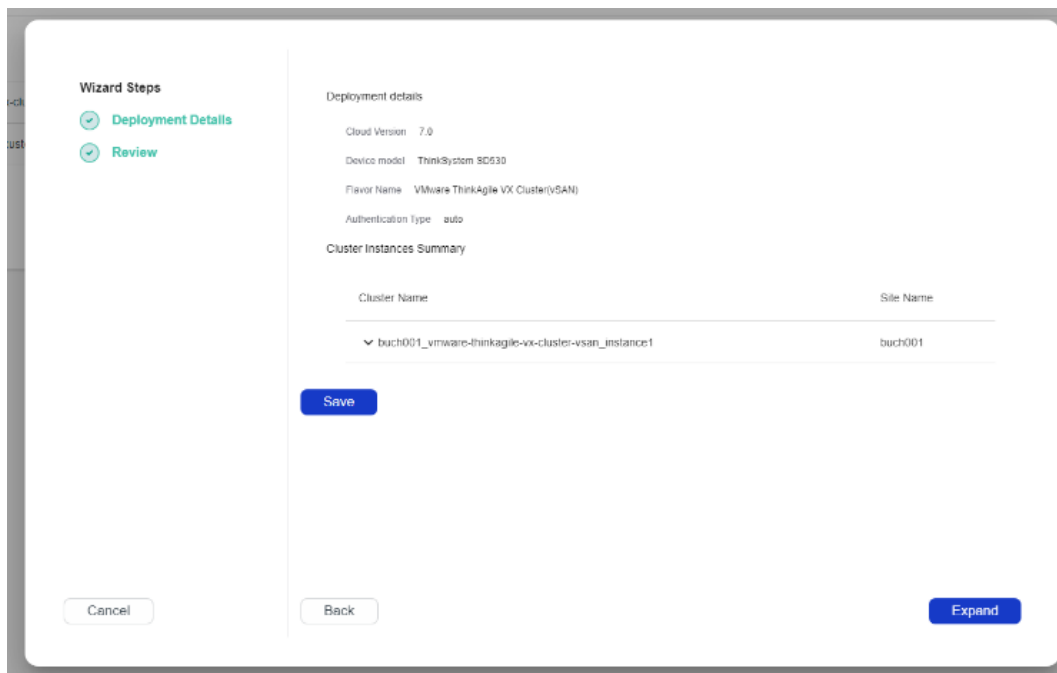 Wizard Steps
Deployment Details
Review
Deployment details
Cloud Version 7.0
Device model ThinkSystem SD530
Flavor Name VMware ThinkAgile VX Cluster(vSAN)
Authentication Type auto
Cluster Instances Summary
Cluster Name Site Name
buch001_vmware-thinkagile-vx-cluster-vsan_instance1 buch001
Save
Cancel Back Expand